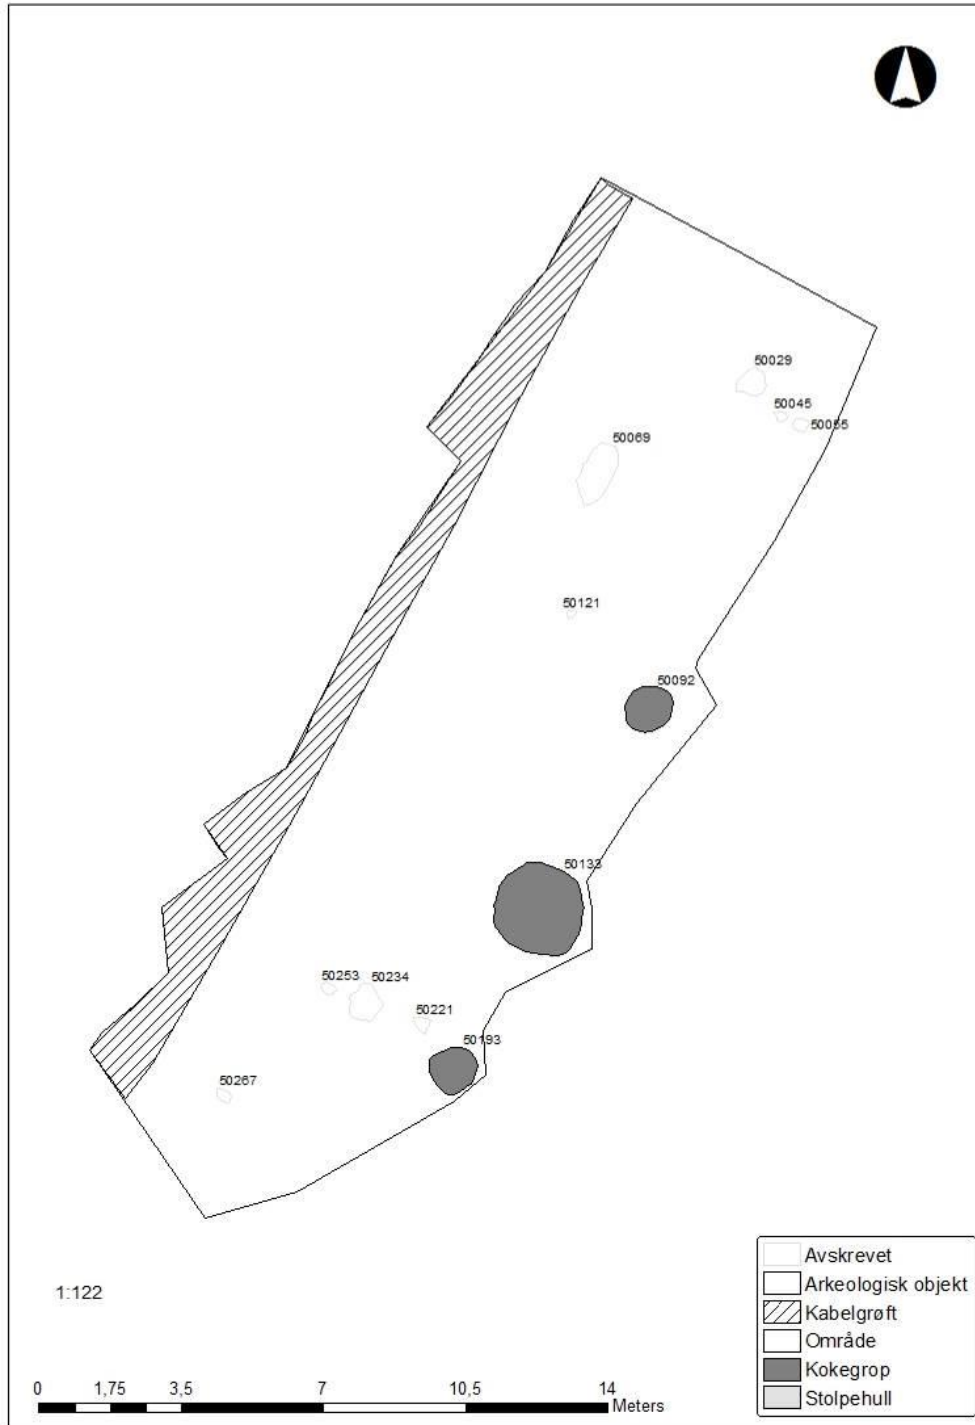 50029
50045
50055
50069
50121
50092
50133
50253
50234
50221
50193
50267
Avskrevet
Arkeologisk objekt
Kabelgrøft
Område
Kokegrop
Stolpehull
1:122
0 1,75 3,5 7 10,5 14
Meters